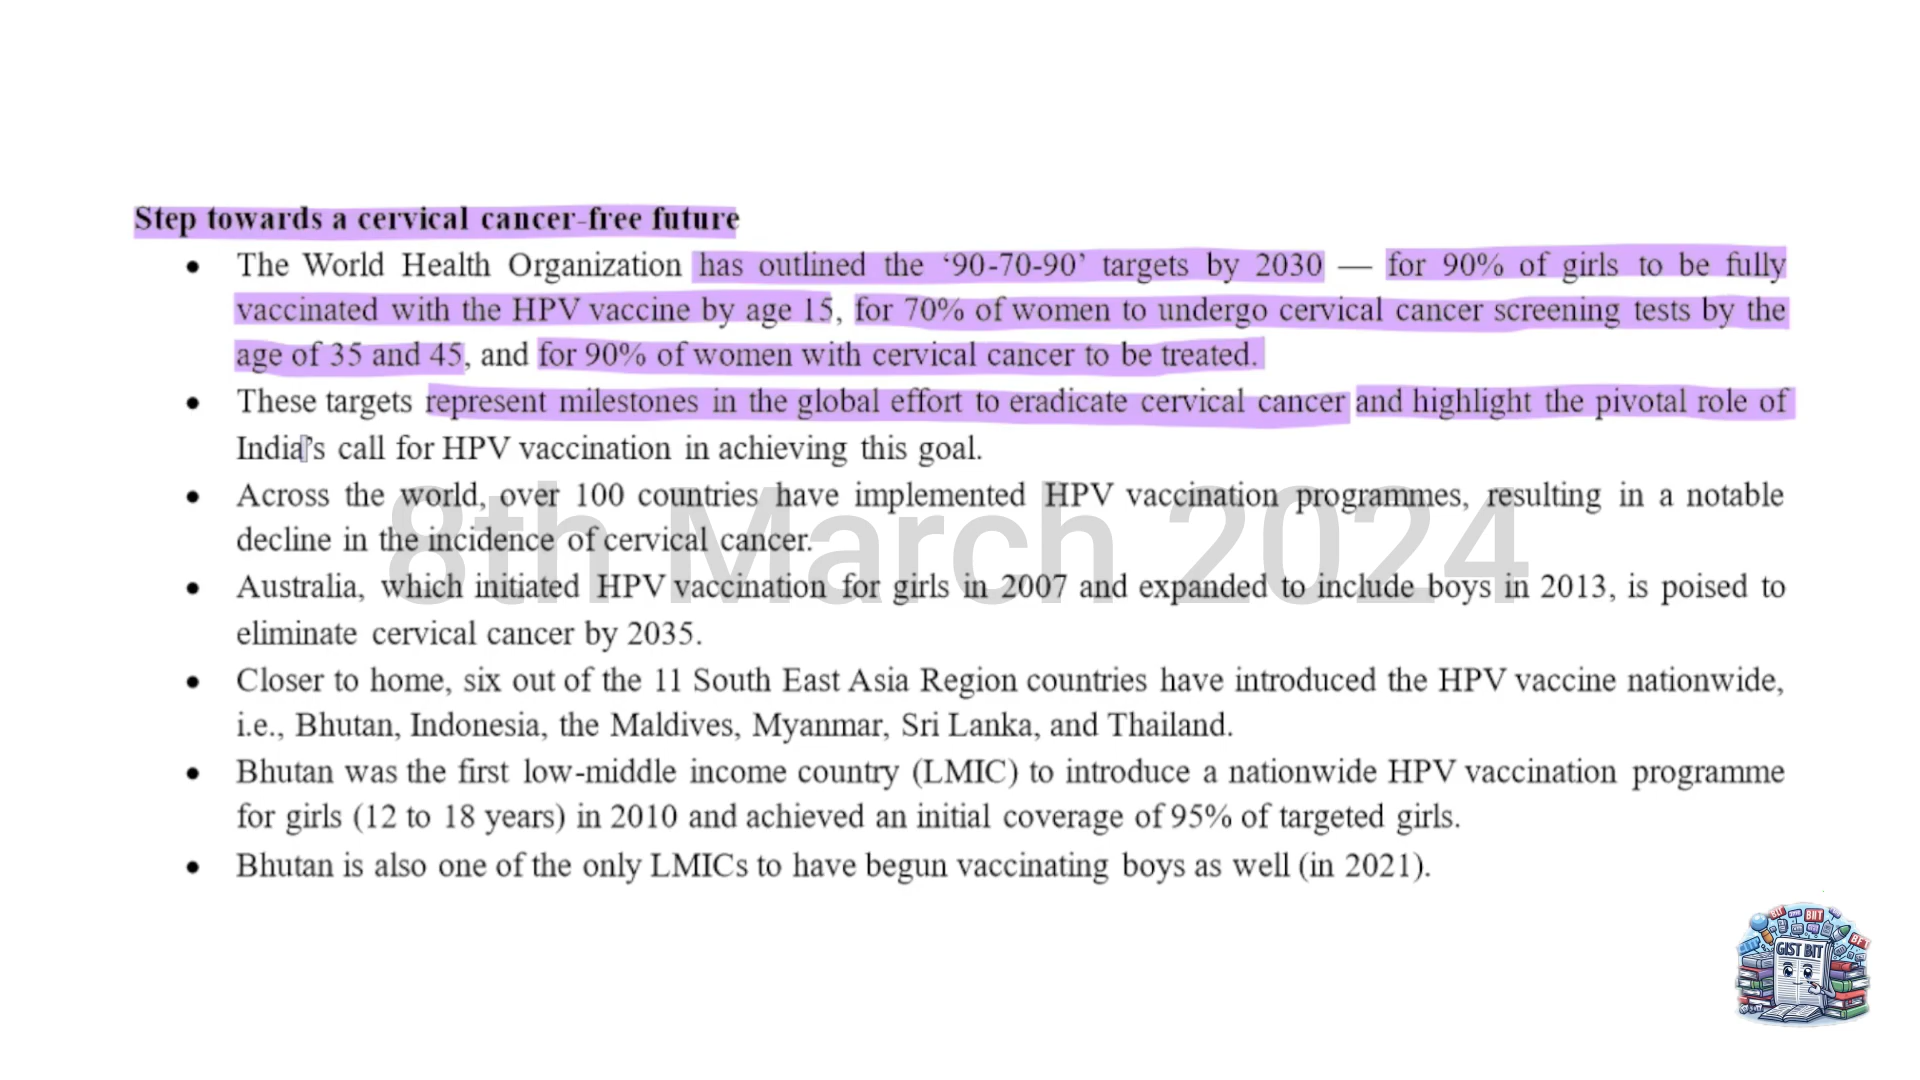 Step towards a cervical cancer-free future
• The World Health Organization has outlined the ‘90-70-90’ targets by 2030 — for 90% of girls to be fully
vaccinated with the HPV vaccine by age 15, for 70% of women to undergo cervical cancer screening tests by the
age of 35 and 45, and for 90% of women with cervical cancer to be treated.
• These targets represent milestones in the global effort to eradicate cervical cancer and highlight the pivotal role of
India’s call for HPV vaccination in achieving this goal.
• Across the world, over 100 countries have implemented HPV vaccination programmes, resulting in a notable
decline in the incidence of cervical cancer.
8th March 2024
• Australia, which initiated HPV vaccination for girls in 2007 and expanded to include boys in 2013, is poised to
eliminate cervical cancer by 2035.
• Closer to home, six out of the 11 South East Asia Region countries have introduced the HPV vaccine nationwide,
i.e., Bhutan, Indonesia, the Maldives, Myanmar, Sri Lanka, and Thailand.
• Bhutan was the first low-middle income country (LMIC) to introduce a nationwide HPV vaccination programme
for girls (12 to 18 years) in 2010 and achieved an initial coverage of 95% of targeted girls.
• Bhutan is also one of the only LMICs to have begun vaccinating boys as well (in 2021).
GIST BIT